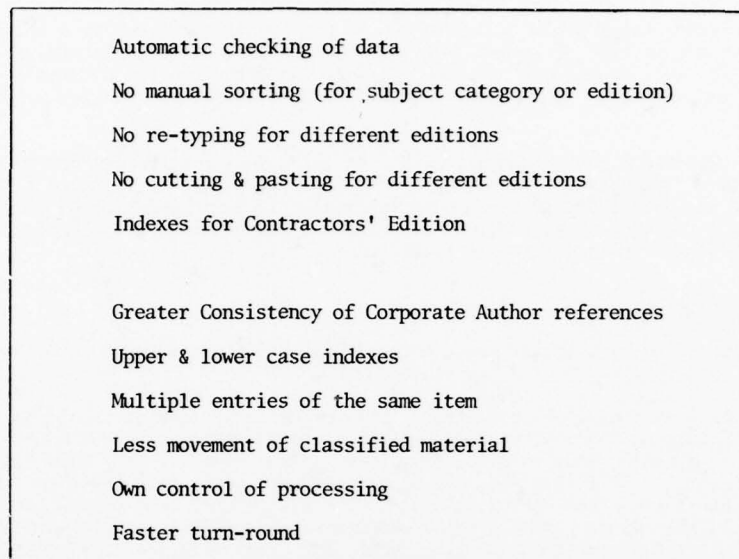 Automatic checking of data
No manual sorting (for subject category or edition)
No re-typing for different editions
No cutting & pasting for different editions
Indexes for Contractors' Edition
Greater Consistency of Corporate Author references
Upper & lower case indexes
Multiple entries of the same item
Less movement of classified material
Own control of processing
Faster turn-round